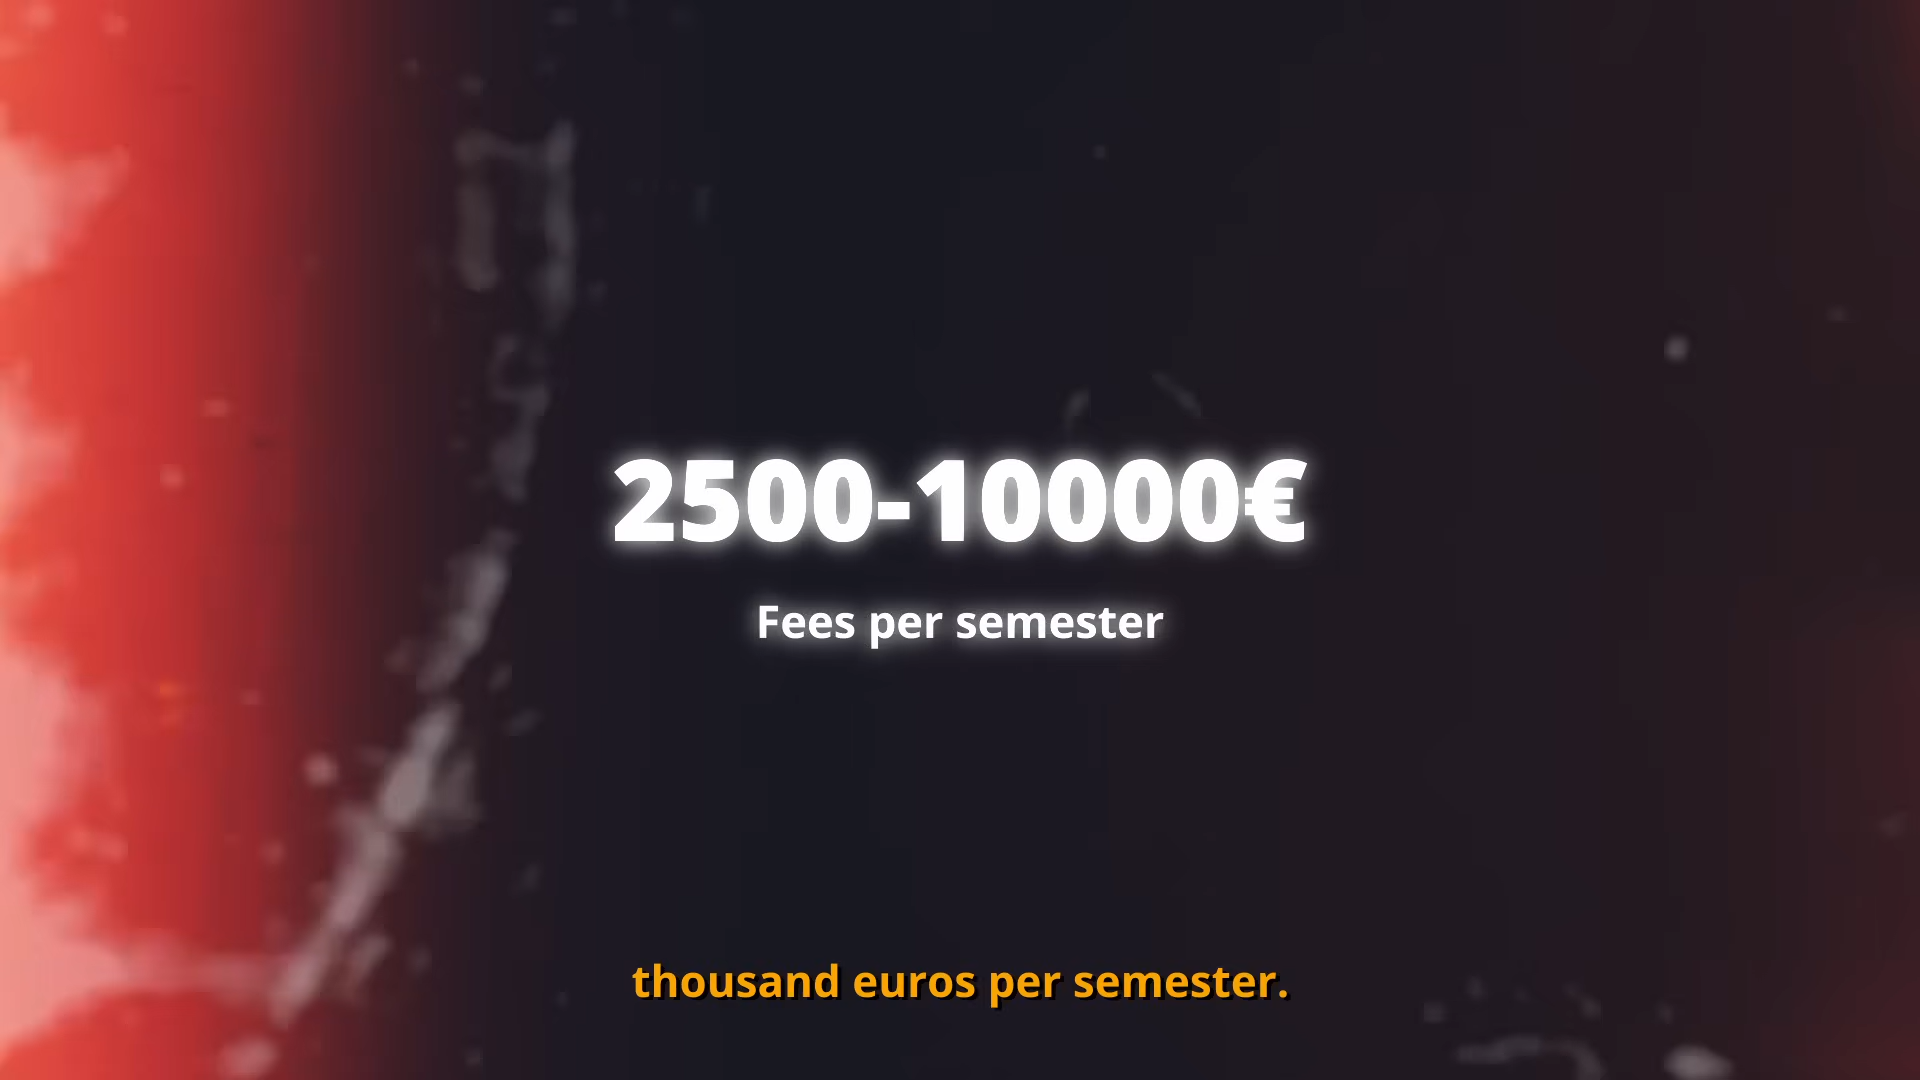 2500-10000€
Fees per semester
thousand euros per semester.